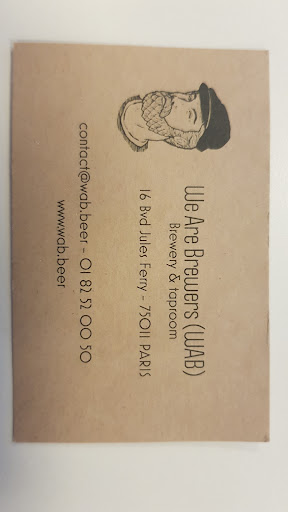 We Are Brewers (WAB)
Brewery & taproom
16 Bvd Jules Ferry - 75011 PARIS
contact@wab.beer - 01 82 52 00 50
www.wab.beer